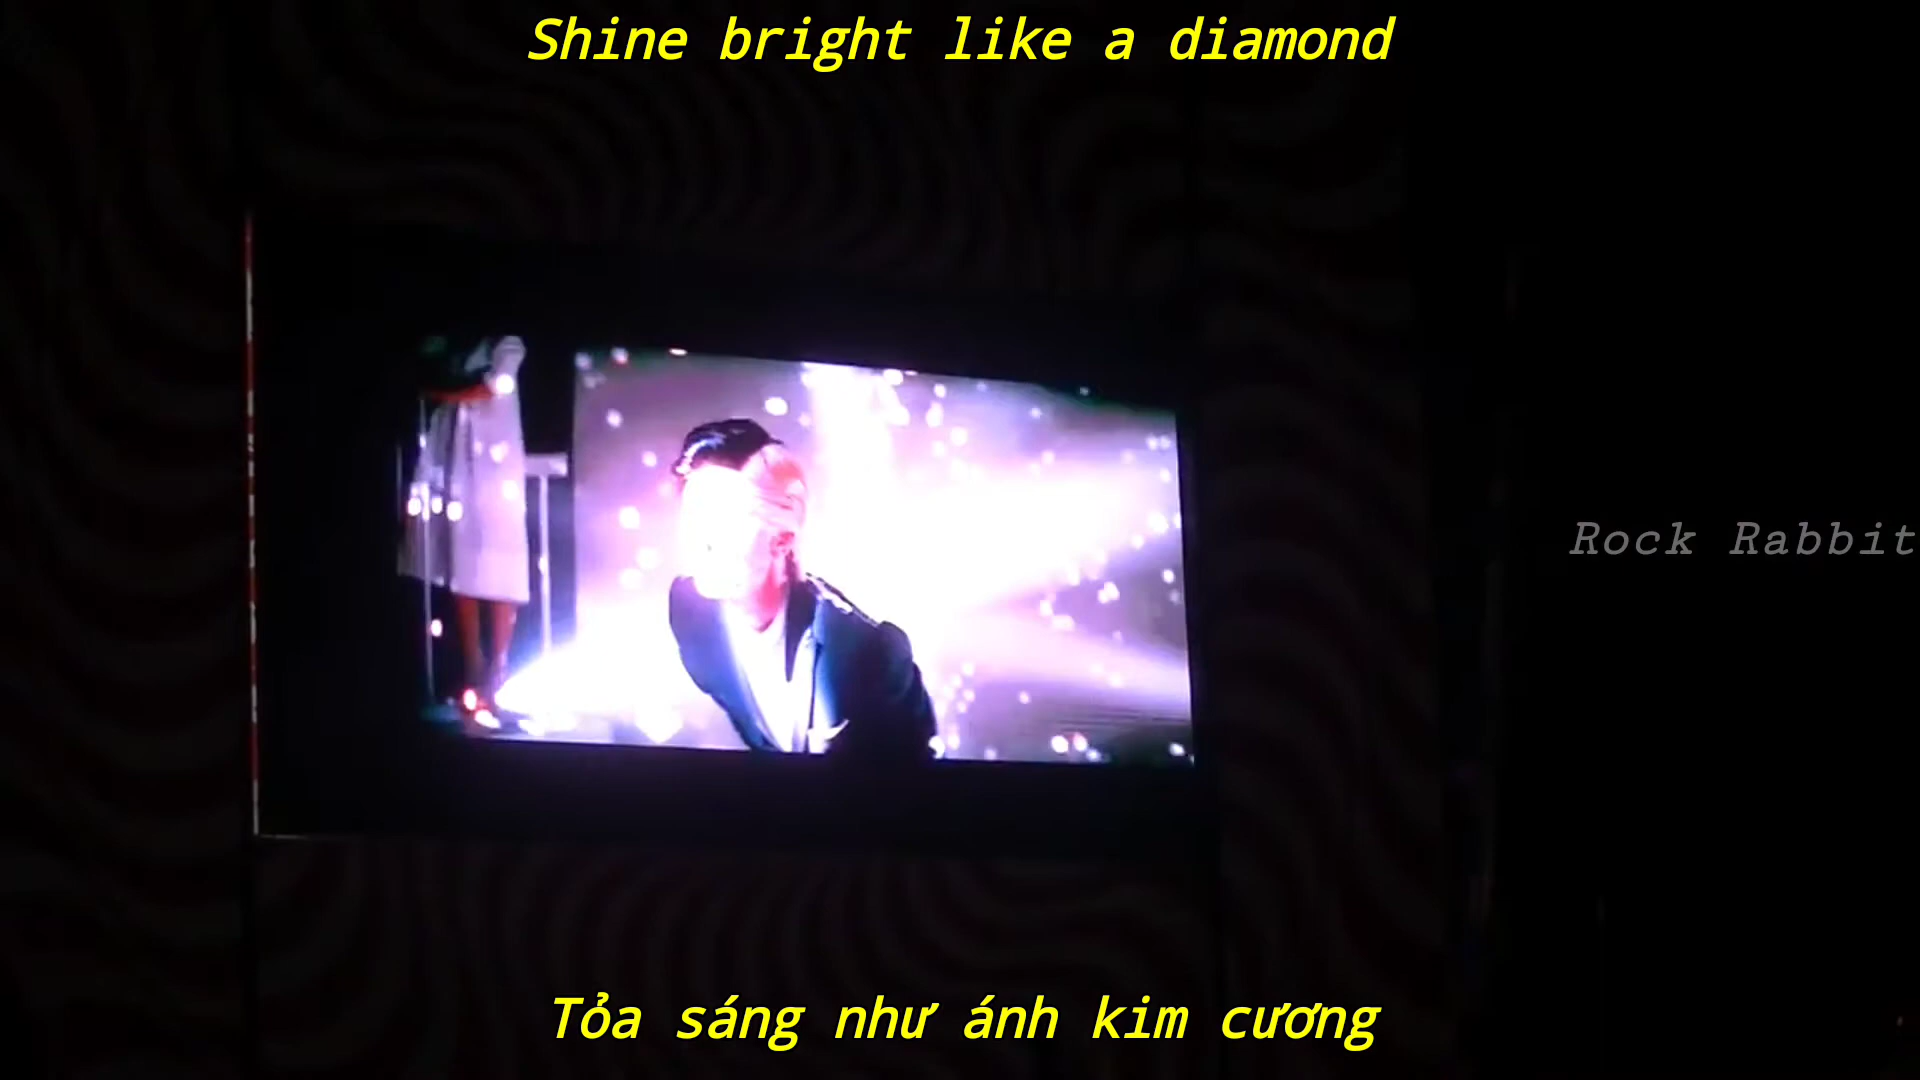 Shine bright like a diamond
Rock Rabbit
Tỏa sáng như ánh kim cương